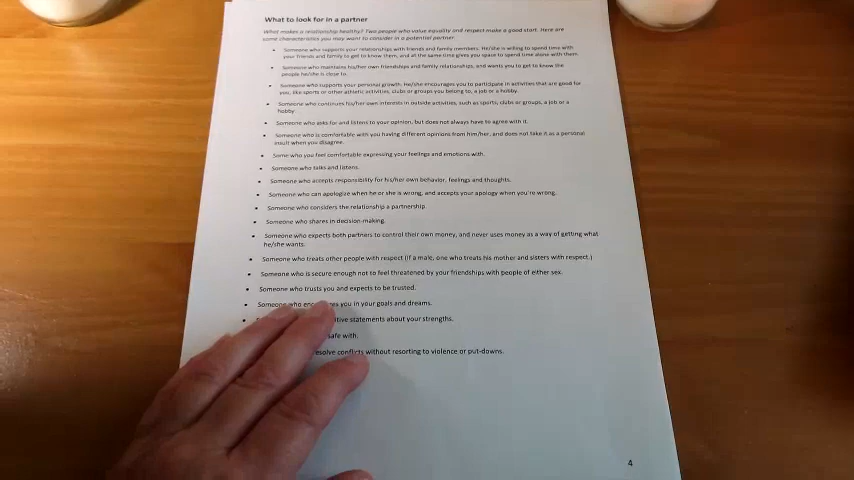 What to look for in a partner
What makes a relationship healthy? Two people who value equality and respect make a good start. Here are
some characteristics you may want to consider in a potential partner.
• Someone who supports your relationships with friends and family members. He/she is willing to spend time with
your friends and family to get to know them, and at the same time gives you space to spend time alone with them.
• Someone who maintains his/her own friendships and family relationships, and wants you to get to know the
people he/she is close to.
• Someone who supports your personal growth. He/she encourages you to participate in activities that are good for
you, like sports or other athletic activities, clubs or groups you belong to, a job or a hobby.
• Someone who continues his/her own interests in outside activities, such as sports, clubs or groups, a job or a
hobby.
• Someone who asks for and listens to your opinion, but does not always have to agree with it.
• Someone who is comfortable with you having different opinions from him/her, and does not take it as a personal
insult when you disagree.
• Some who you feel comfortable expressing your feelings and emotions with.
• Someone who talks and listens.
• Someone who accepts responsibility for his/her own behavior, feelings and thoughts.
• Someone who can apologize when he or she is wrong, and accepts your apology when you're wrong.
• Someone who considers the relationship a partnership
• Someone who shares in decision-making.
• Someone who expects both partners to control their own money, and never uses money as a way of getting what
he/she wants.
• Someone who treats other people with respect (if a male, one who treats his mother and sisters with respect.)
• Someone who is secure enough not to feel threatened by your friendships with people of either sex.
• Someone who trusts you and expects to be trusted.
• Someone who you in your goals and dreams.
• statements about your strengths.
safe with.
resolve conflicts without resorting to violence or put-downs.
4